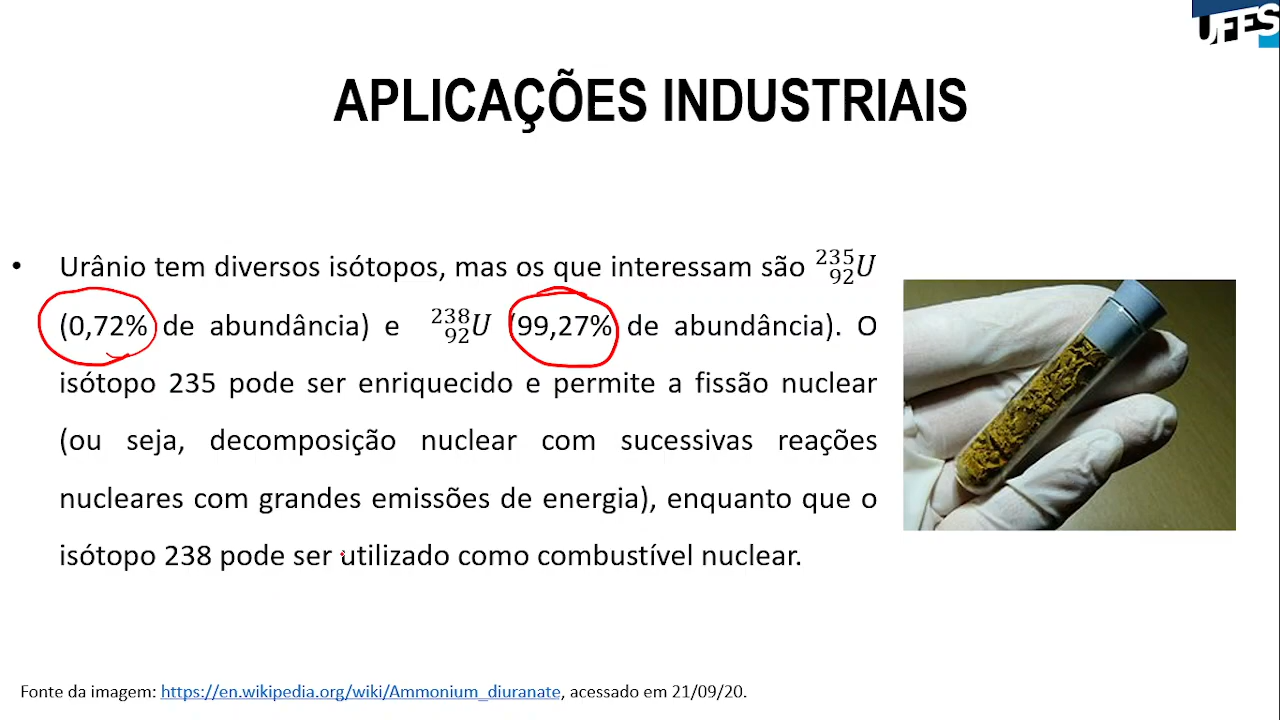 UFES
APLICAÇÕES INDUSTRIAIS
• Urânio tem diversos isótopos, mas os que interessam são ²³⁵₉₂U
(0,72% de abundância) e ²³⁸₉₂U (99,27% de abundância). O
isótopo 235 pode ser enriquecido e permite a fissão nuclear
(ou seja, decomposição nuclear com sucessivas reações
nucleares com grandes emissões de energia), enquanto que o
isótopo 238 pode ser utilizado como combustível nuclear.
Fonte da imagem: https://en.wikipedia.org/wiki/Ammonium_diuranate, acessado em 21/09/20.